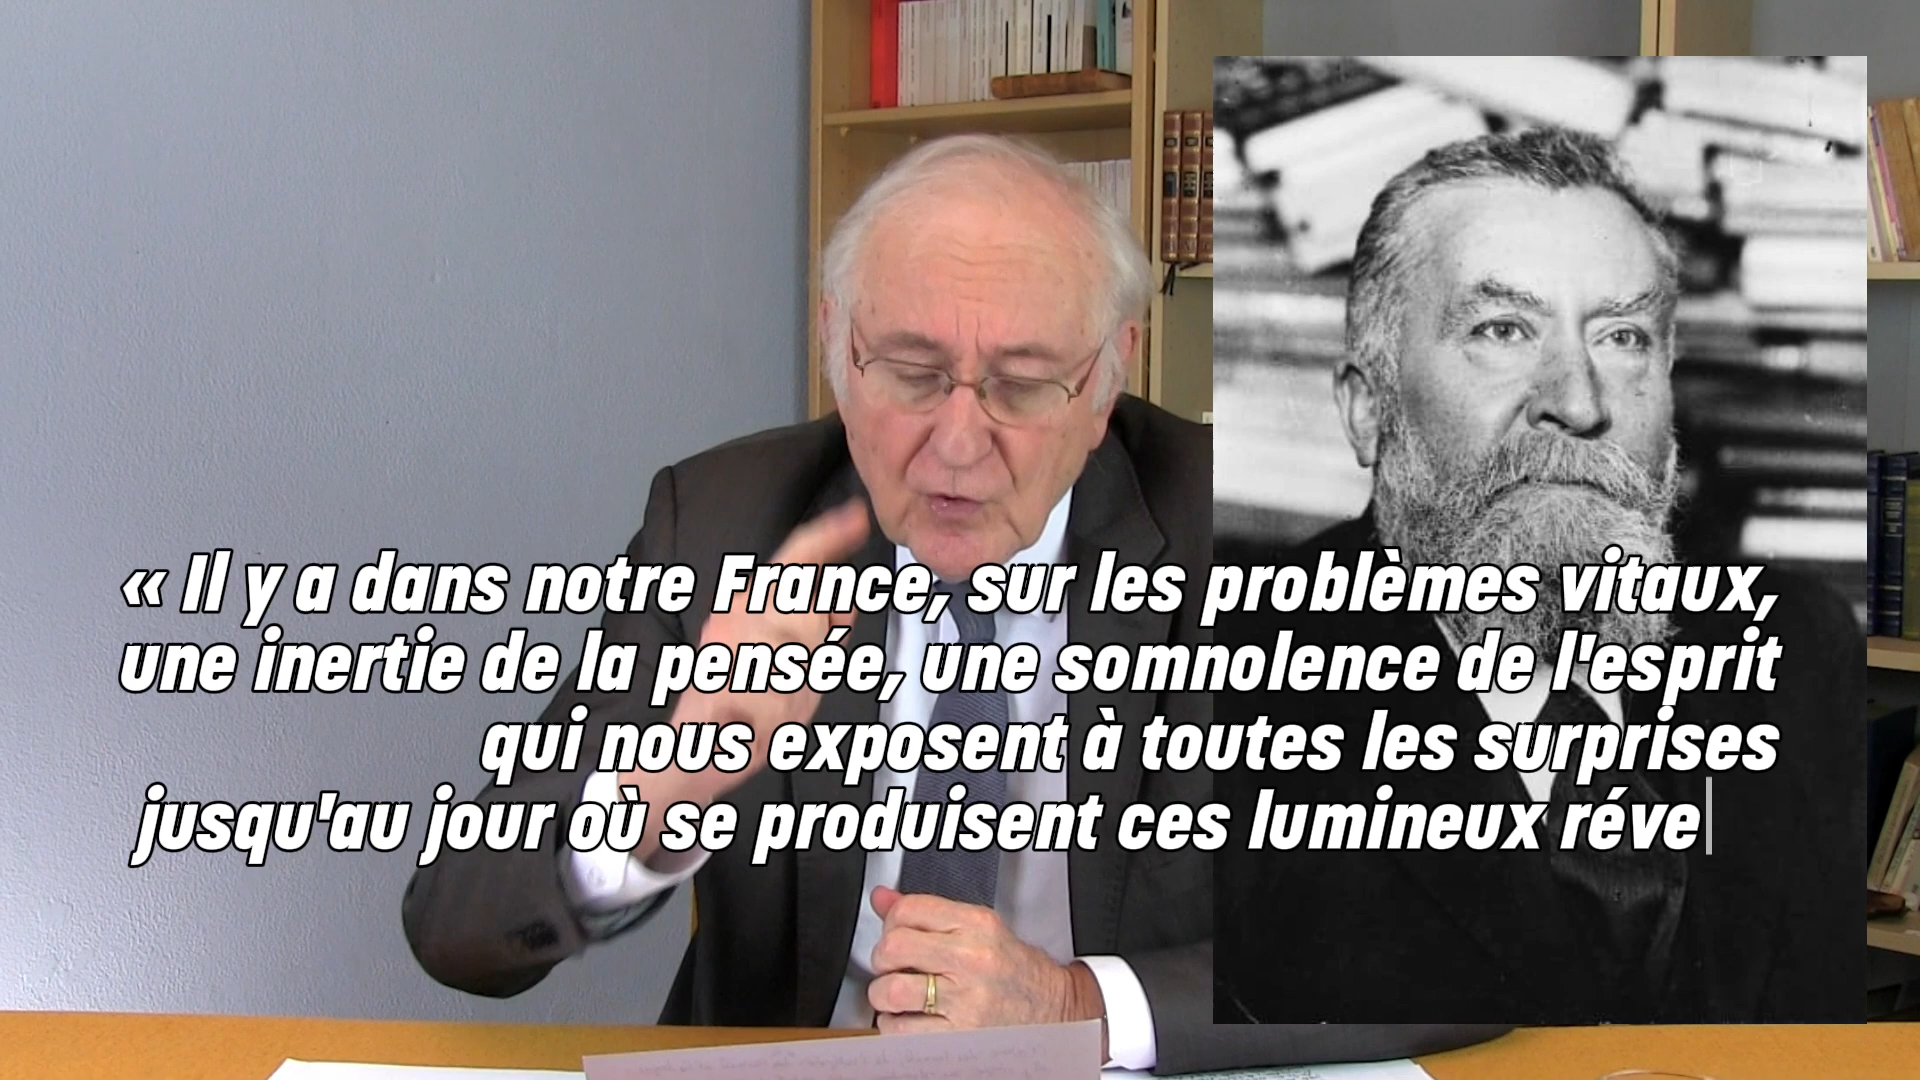 « Il y a dans notre France, sur les problèmes vitaux,
une inertie de la pensée, une somnolence de l'esprit
qui nous exposent à toutes les surprises
jusqu'au jour où se produisent ces lumineux réve